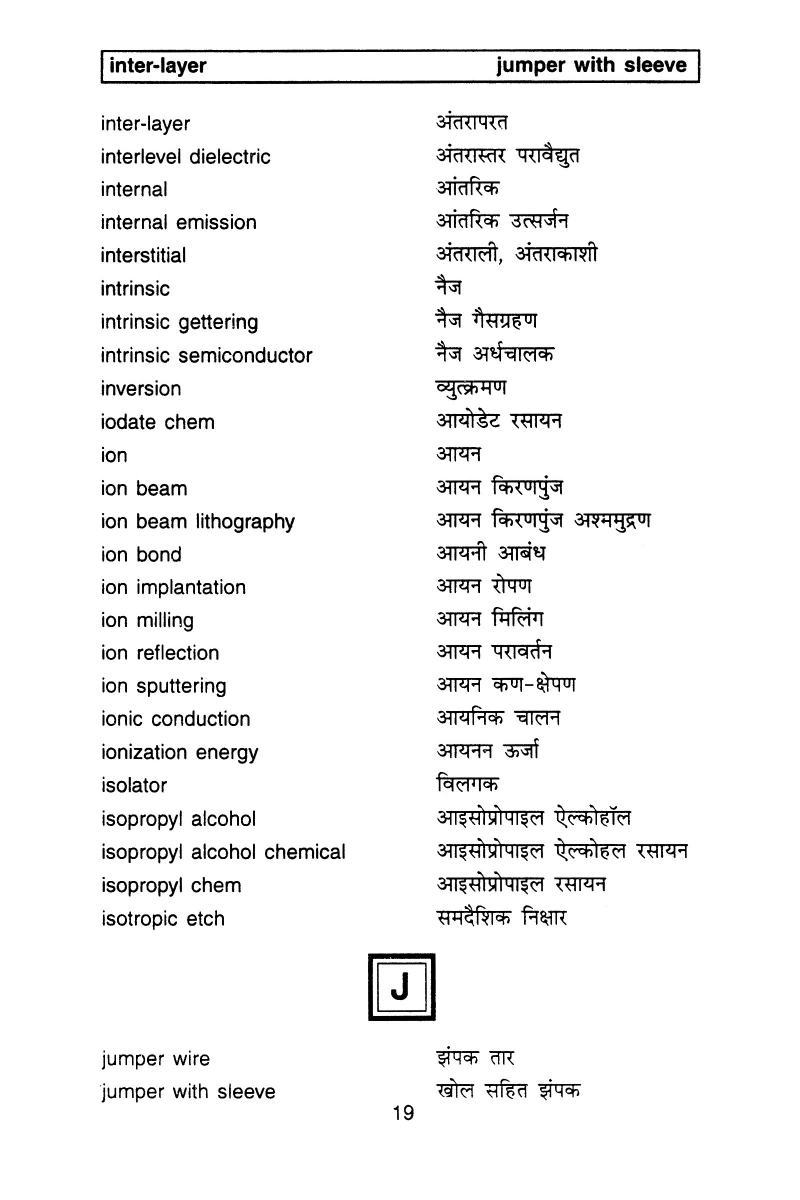 inter-layer jumper with sleeve
inter-layer अंतरापरत
interlevel dielectric अंतरास्तर परावैद्युत
internal आंतरिक
internal emission आंतरिक उत्सर्जन
interstitial अंतराली, अंतराकाशी
intrinsic नैज
intrinsic gettering नैज गैसग्रहण
intrinsic semiconductor नैज अर्धचालक
inversion व्युत्क्रमण
iodate chem आयोडेट रसायन
ion आयन
ion beam आयन किरणपुंज
ion beam lithography आयन किरणपुंज अश्ममुद्रण
ion bond आयनी आबंध
ion implantation आयन रोपण
ion milling आयन मिलिंग
ion reflection आयन परावर्तन
ion sputtering आयन कण-क्षेपण
ionic conduction आयनिक चालन
ionization energy आयनन ऊर्जा
isolator विलगक
isopropyl alcohol आइसोप्रोपाइल ऐल्कोहॉल
isopropyl alcohol chemical आइसोप्रोपाइल ऐल्कोहल रसायन
isopropyl chem आइसोप्रोपाइल रसायन
isotropic etch समदैशिक निक्षार
J
jumper wire झंपक तार
jumper with sleeve खोल सहित झंपक
19